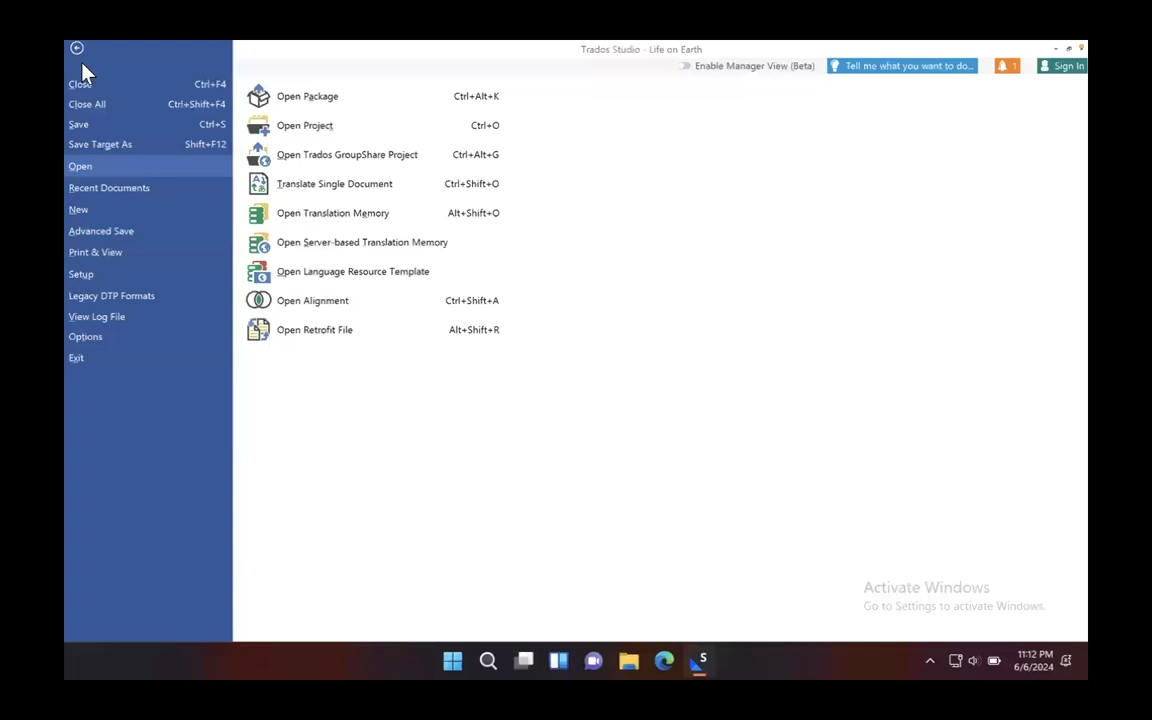 Trados Studio - Life on Earth
Enable Manager View (Beta)
Tell me what you want to do...
1
Sign In
Close Ctrl+F4
Close All Ctrl+Shift+F4
Save Ctrl+S
Save Target As Shift+F12
Open
Recent Documents
New
Advanced Save
Print & View
Setup
Legacy DTP Formats
View Log File
Options
Exit
Open Package Ctrl+Alt+K
Open Project Ctrl+O
Open Trados GroupShare Project Ctrl+Alt+G
Translate Single Document Ctrl+Shift+O
Open Translation Memory Alt+Shift+O
Open Server-based Translation Memory
Open Language Resource Template
Open Alignment Ctrl+Shift+A
Open Retrofit File Alt+Shift+R
Activate Windows
Go to Settings to activate Windows.
S
11:12 PM
6/6/2024